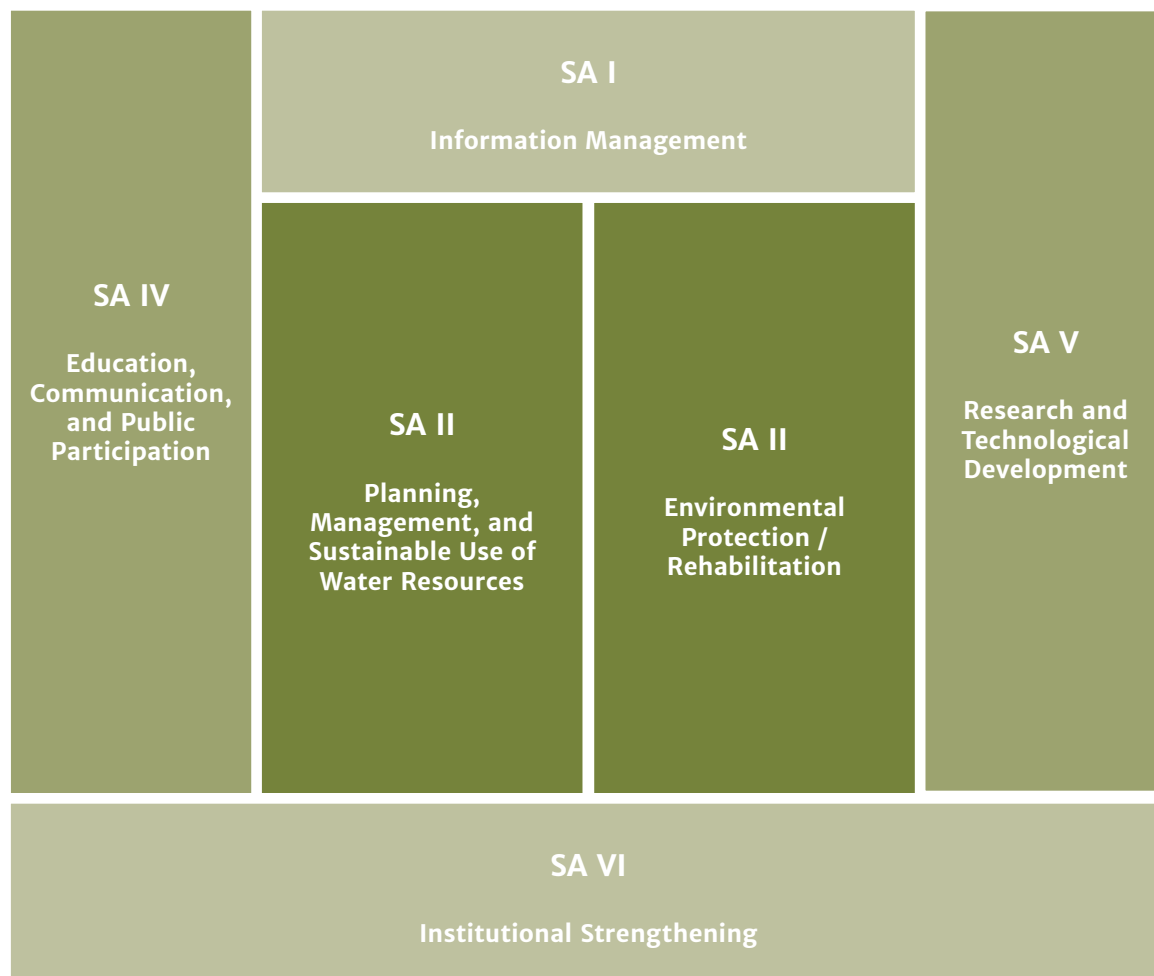 SA I
Information Management
SA IV
Education,
Communication,
and Public
Participation
SA II
Planning,
Management, and
Sustainable Use of
Water Resources
SA II
Environmental
Protection /
Rehabilitation
SA V
Research and
Technological
Development
SA VI
Institutional Strengthening